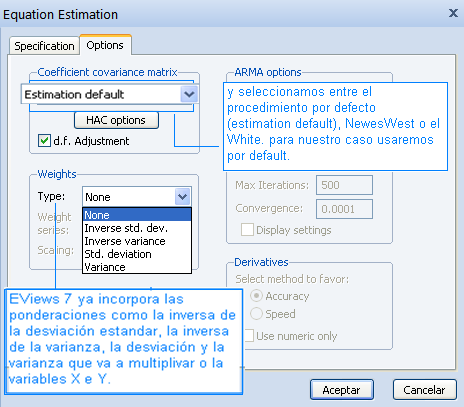 Equation Estimation
Specification
Options
Coefficient covariance matrix
Estimation default
HAC options
d.f. Adjustment
ARMA options
y seleccionamos entre el
procedimiento por defecto
(estimation default), NewesWest o el
White. para nuestro caso usaremos
por default.
Max Iterations: 500
Convergence: 0.0001
Display settings
Weights
Type: None
Weight
series:
Scaling:
None
Inverse std. dev.
Inverse variance
Std. deviation
Variance
Derivatives
Select method to favor:
Accuracy
Speed
Use numeric only
EViews 7 ya incorpora las
ponderaciones como la inversa de
la desviación estandar, la inversa
de la varianza, la desviación y la
varianza que va a multiplivar o la
variables X e Y.
Aceptar
Cancelar